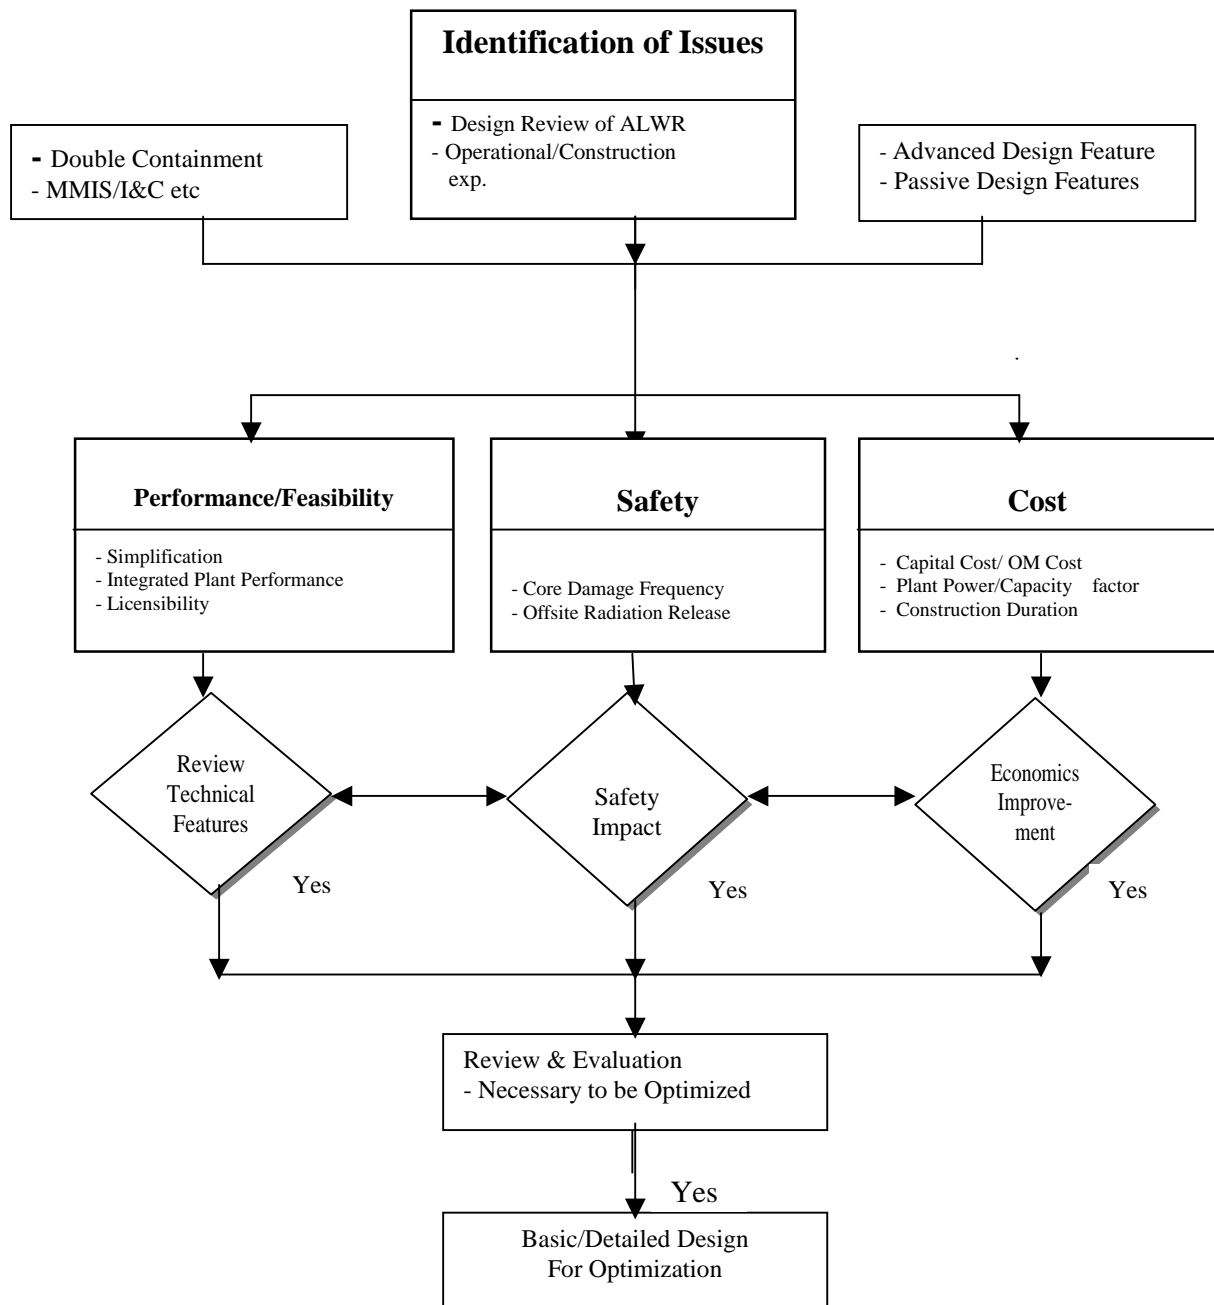 Identification of Issues
- Design Review of ALWR
- Operational/Construction
exp.
- Double Containment
- MMIS/I&C etc
- Advanced Design Feature
- Passive Design Features
.
Performance/Feasibility
- Simplification
- Integrated Plant Performance
- Licensibility
Safety
- Core Damage Frequency
- Offsite Radiation Release
Cost
- Capital Cost/ OM Cost
- Plant Power/Capacity factor
- Construction Duration
Review
Technical
Features
Yes
Safety
Impact
Yes
Economics
Improve-
ment
Yes
Review & Evaluation
- Necessary to be Optimized
Yes
Basic/Detailed Design
For Optimization